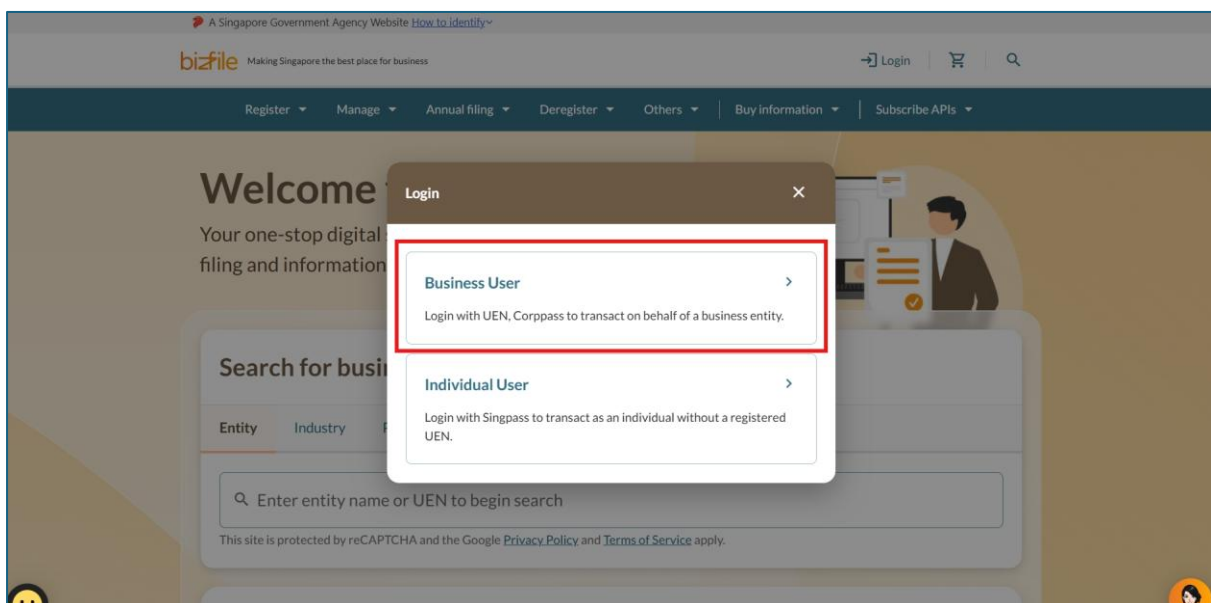 A Singapore Government Agency Website How to identify
bizfile Making Singapore the best place for business
Login
Register Manage Annual filing Deregister Others Buy information Subscribe APIs
Welcome
Login
Your one-stop digital
filing and information
Business User
Login with UEN, Corppass to transact on behalf of a business entity.
Search for
Individual User
Login with Singpass to transact as an individual without a registered
UEN.
Entity Industry
Enter entity name or UEN to begin search
This site is protected by reCAPTCHA and the Google Privacy Policy and Terms of Service apply.